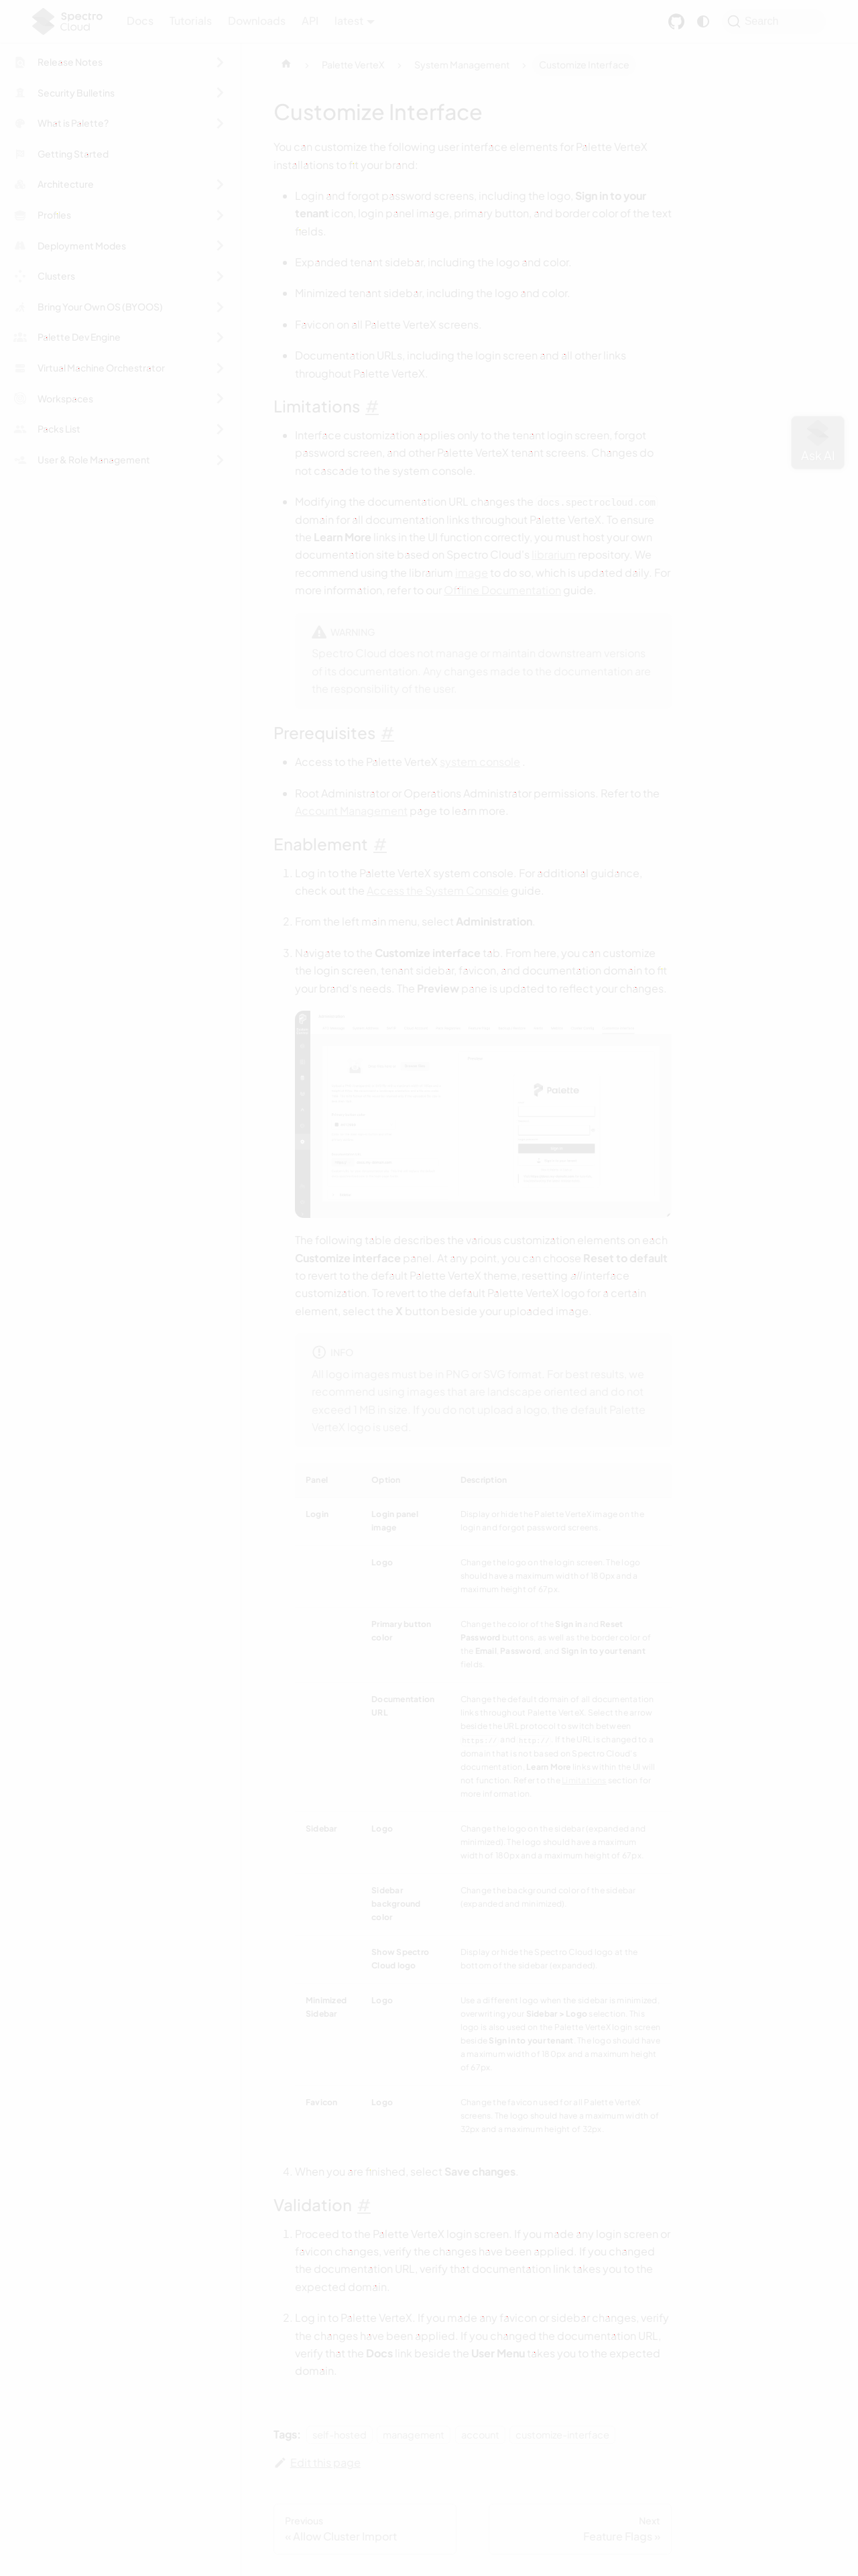 Spectro Cloud
Docs
Tutorials
Downloads
API
latest
Search
Release Notes
Security Bulletins
What is Palette?
Getting Started
Architecture
Profiles
Deployment Modes
Clusters
Bring Your Own OS (BYOOS)
Palette Dev Engine
Virtual Machine Orchestrator
Workspaces
Packs List
User & Role Management
Palette VerteX
System Management
Customize Interface
Customize Interface
You can customize the following user interface elements for Palette VerteX
installations to fit your brand:
Login and forgot password screens, including the logo, Sign in to your
tenant icon, login panel image, primary button, and border color of the text
fields.
Expanded tenant sidebar, including the logo and color.
Minimized tenant sidebar, including the logo and color.
Favicon on all Palette VerteX screens.
Documentation URLs, including the login screen and all other links
throughout Palette VerteX.
Limitations #
Interface customization applies only to the tenant login screen, forgot
password screen, and other Palette VerteX tenant screens. Changes do
not cascade to the system console.
Modifying the documentation URL changes the docs.spectrocloud.com
domain for all documentation links throughout Palette VerteX. To ensure
the Learn More links in the UI function correctly, you must host your own
documentation site based on Spectro Cloud's librarium repository. We
recommend using the librarium image to do so, which is updated daily. For
more information, refer to our Offline Documentation guide.
WARNING
Spectro Cloud does not manage or maintain downstream versions
of its documentation. Any changes made to the documentation are
the responsibility of the user.
Ask AI
Prerequisites #
Access to the Palette VerteX system console.
Root Administrator or Operations Administrator permissions. Refer to the
Account Management page to learn more.
Enablement #
1. Log in to the Palette VerteX system console. For additional guidance,
check out the Access the System Console guide.
2. From the left main menu, select Administration.
3. Navigate to the Customize interface tab. From here, you can customize
the login screen, tenant sidebar, favicon, and documentation domain to fit
your brand's needs. The Preview pane is updated to reflect your changes.
Palette
The following table describes the various customization elements on each
Customize interface panel. At any point, you can choose Reset to default
to revert to the default Palette VerteX theme, resetting all interface
customization. To revert to the default Palette VerteX logo for a certain
element, select the X button beside your uploaded image.
INFO
All logo images must be in PNG or SVG format. For best results, we
recommend using images that are landscape oriented and do not
exceed 1 MB in size. If you do not upload a logo, the default Palette
VerteX logo is used.
Panel
Option
Description
Login
Login panel
image
Display or hide the Palette VerteX image on the
login and forgot password screens.
Logo
Change the logo on the login screen. The logo
should have a maximum width of 180px and a
maximum height of 67px.
Primary button
color
Change the color of the Sign in and Reset
Password buttons, as well as the border color of
the Email, Password, and Sign in to your tenant
fields.
Documentation
URL
Change the default domain of all documentation
links throughout Palette VerteX. Select the arrow
beside the URL protocol to switch between
https:// and http://. If the URL is changed to a
domain that is not based on Spectro Cloud's
documentation, Learn More links within the UI will
not function. Refer to the Limitations section for
more information.
Sidebar
Logo
Change the logo on the sidebar (expanded and
minimized). The logo should have a maximum
width of 180px and a maximum height of 67px.
Sidebar
background
color
Change the background color of the sidebar
(expanded and minimized).
Show Spectro
Cloud logo
Display or hide the Spectro Cloud logo at the
bottom of the sidebar (expanded).
Minimized
Sidebar
Logo
Use a different logo when the sidebar is minimized,
overwriting your Sidebar > Logo selection. This
logo is also used on the Palette VerteX login screen
beside Sign in to your tenant. The logo should have
a maximum width of 180px and a maximum height
of 67px.
Favicon
Logo
Change the favicon used for all Palette VerteX
screens. The logo should have a maximum width of
32px and a maximum height of 32px.
4. When you are finished, select Save changes.
Validation #
1. Proceed to the Palette VerteX login screen. If you made any login screen or
favicon changes, verify the changes have been applied. If you changed
the documentation URL, verify that documentation link takes you to the
expected domain.
2. Log in to Palette VerteX. If you made any favicon or sidebar changes, verify
the changes have been applied. If you changed the documentation URL,
verify that the Docs link beside the User Menu takes you to the expected
domain.
Tags:
self-hosted
management
account
customize-interface
Edit this page
Previous
« Allow Cluster Import
Next
Feature Flags »